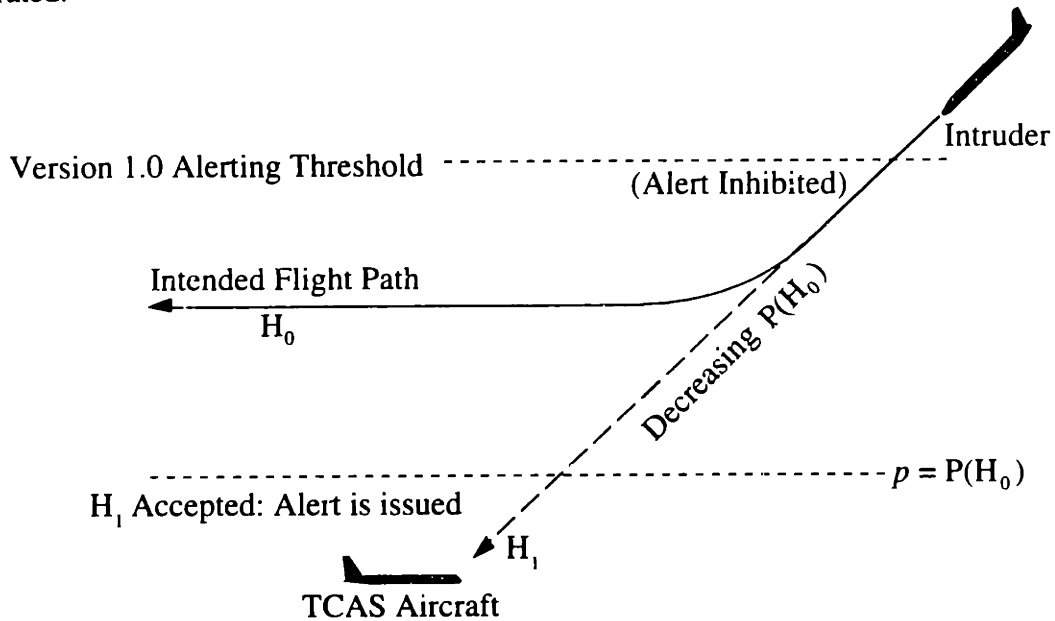 Intruder
Version 1.0 Alerting Threshold
(Alert Inhibited)
Intended Flight Path
H₀
Decreasing P(H₀)
p = P(H₀)
H₁ Accepted: Alert is issued
H₁
TCAS Aircraft